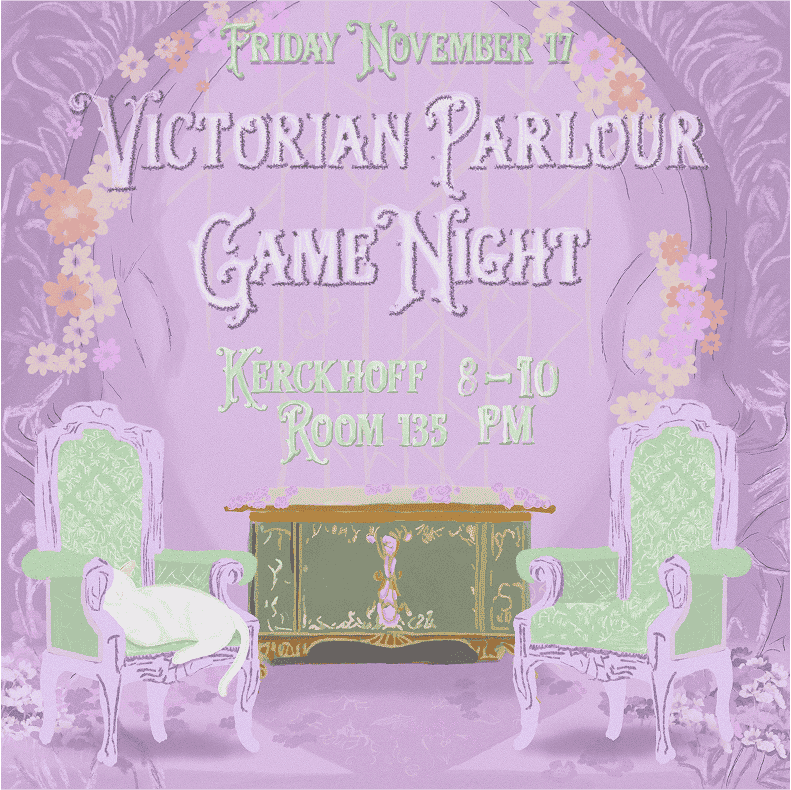 Friday November 17
Victorian Parlour
Game Night
Kerckhoff 8-10
Room 135 PM